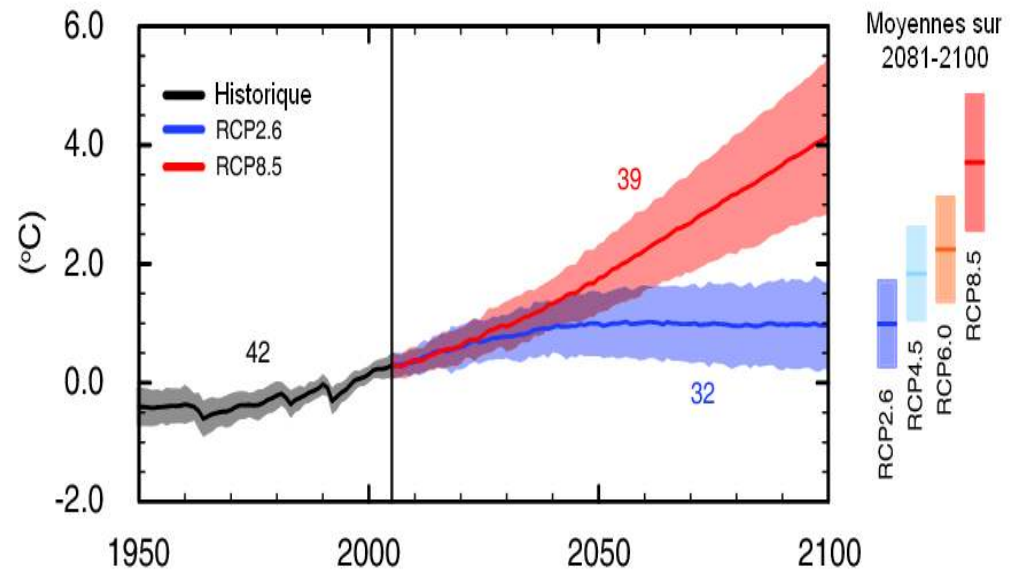 6.0
4.0
2.0
0.0
-2.0
(°C)
Historique
RCP2.6
RCP8.5
42
39
32
1950
2000
2050
2100
Moyennes sur
2081-2100
RCP2.6
RCP4.5
RCP6.0
RCP8.5